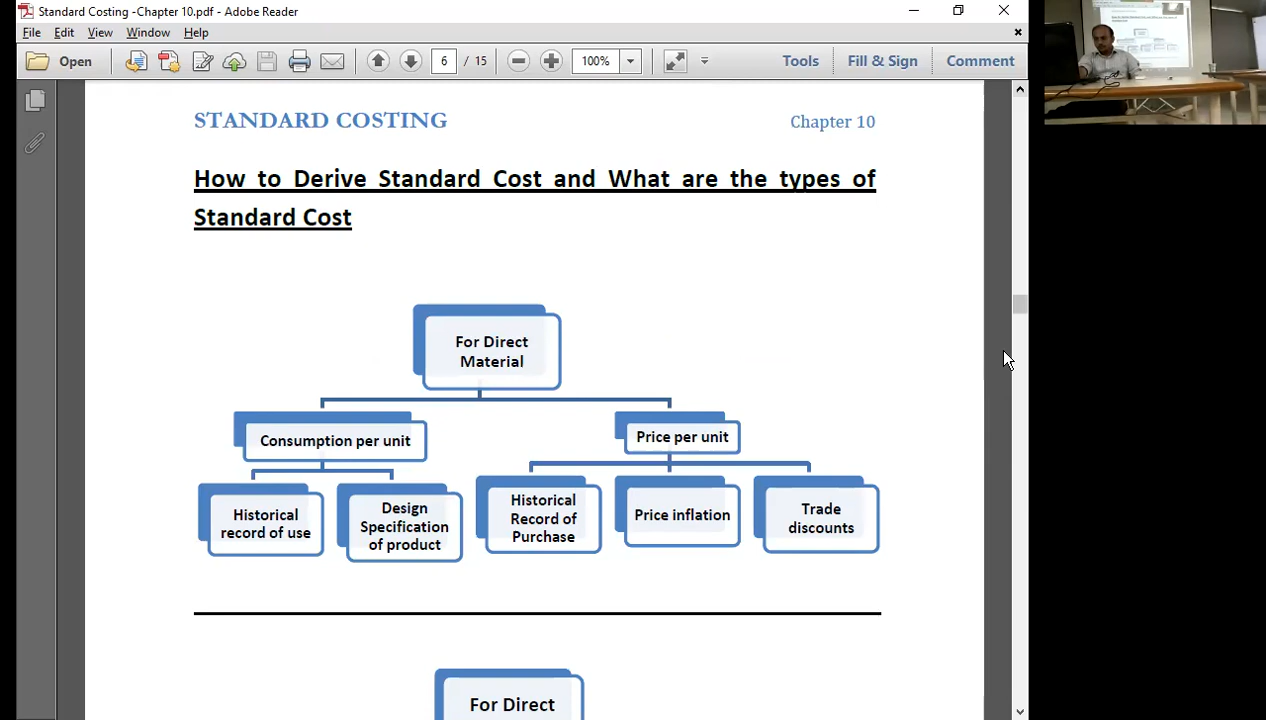 Standard Costing -Chapter 10.pdf - Adobe Reader
File Edit View Window Help
Open 6 / 15 100% Tools Fill & Sign Comment
STANDARD COSTING Chapter 10
How to Derive Standard Cost and What are the types of
Standard Cost
For Direct
Material
Consumption per unit
Price per unit
Historical
record of use
Design
Specification
of product
Historical
Record of
Purchase
Price inflation
Trade
discounts
For Direct